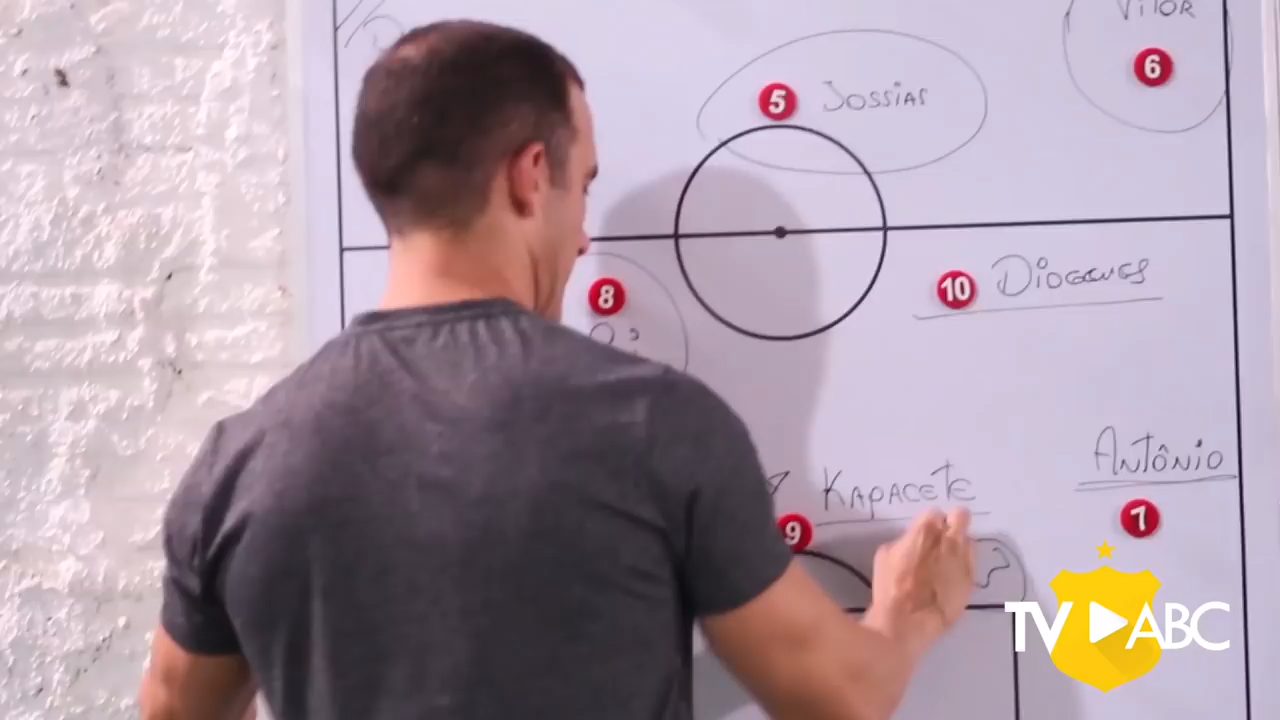 VITOR
6
5 JOSSIAS
8
10 DIOGENES
ANTÔNIO
7
KAPACETE
9
TV ABC